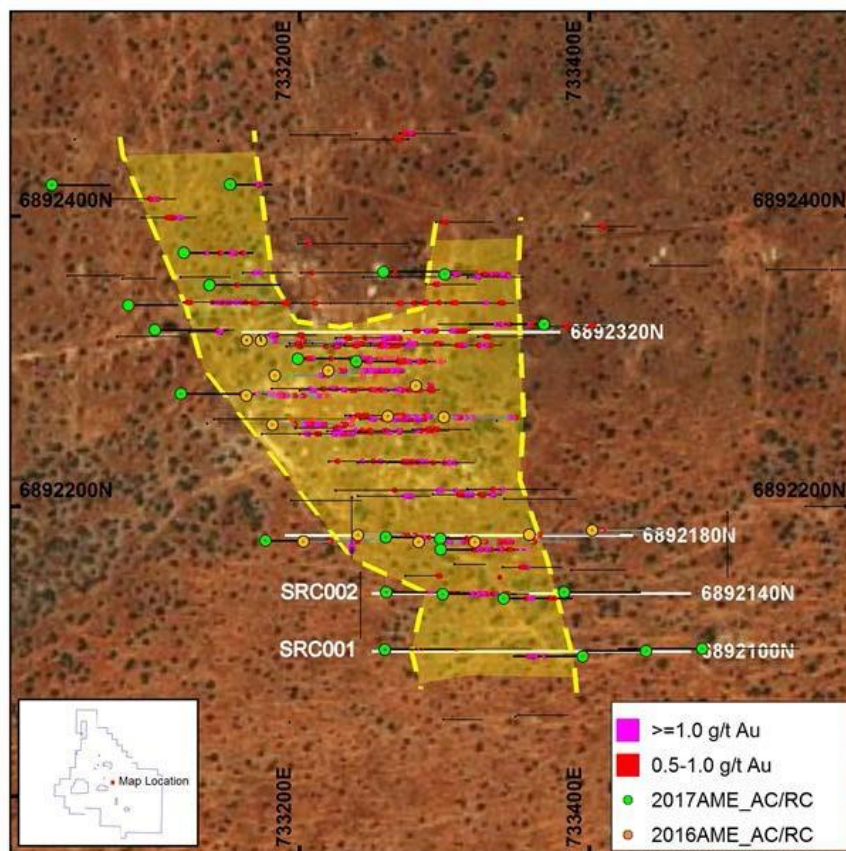 733200E
733400E
6892400N
6892400N
6892320N
6892200N
6892200N
6892180N
SRC002
6892140N
SRC001
6892100N
733200E
733400E
Map Location
>=1.0 g/t Au
0.5-1.0 g/t Au
2017AME_AC/RC
2016AME_AC/RC